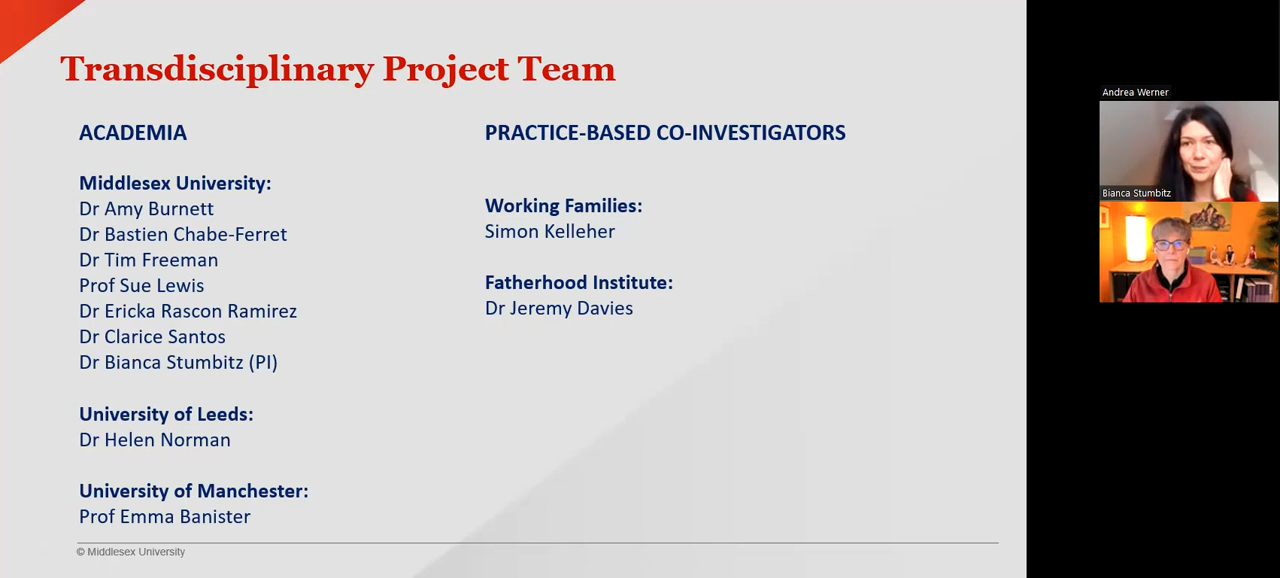 Transdisciplinary Project Team
ACADEMIA
Middlesex University:
Dr Amy Burnett
Dr Bastien Chabe-Ferret
Dr Tim Freeman
Prof Sue Lewis
Dr Ericka Rascon Ramirez
Dr Clarice Santos
Dr Bianca Stumbitz (PI)
University of Leeds:
Dr Helen Norman
University of Manchester:
Prof Emma Banister
PRACTICE-BASED CO-INVESTIGATORS
Working Families:
Simon Kelleher
Fatherhood Institute:
Dr Jeremy Davies
© Middlesex University
Andrea Werner
Bianca Stumbitz